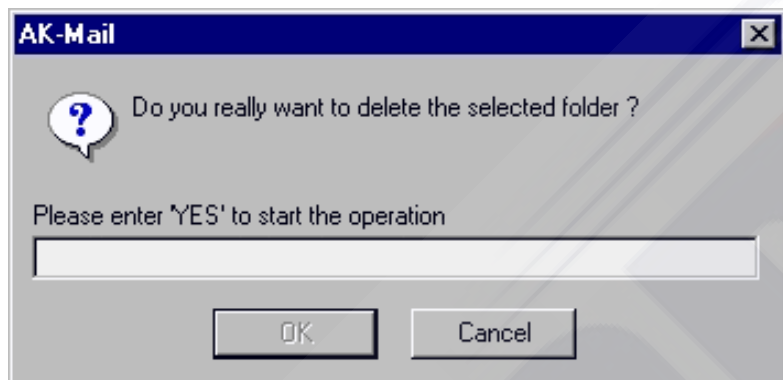 AK-Mail
Do you really want to delete the selected folder ?
Please enter 'YES' to start the operation
OK
Cancel